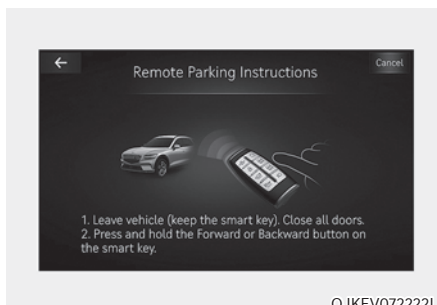 Cancel
Remote Parking Instructions
1. Leave vehicle (keep the smart key). Close all doors.
2. Press and hold the Forward or Backward button on
the smart key.